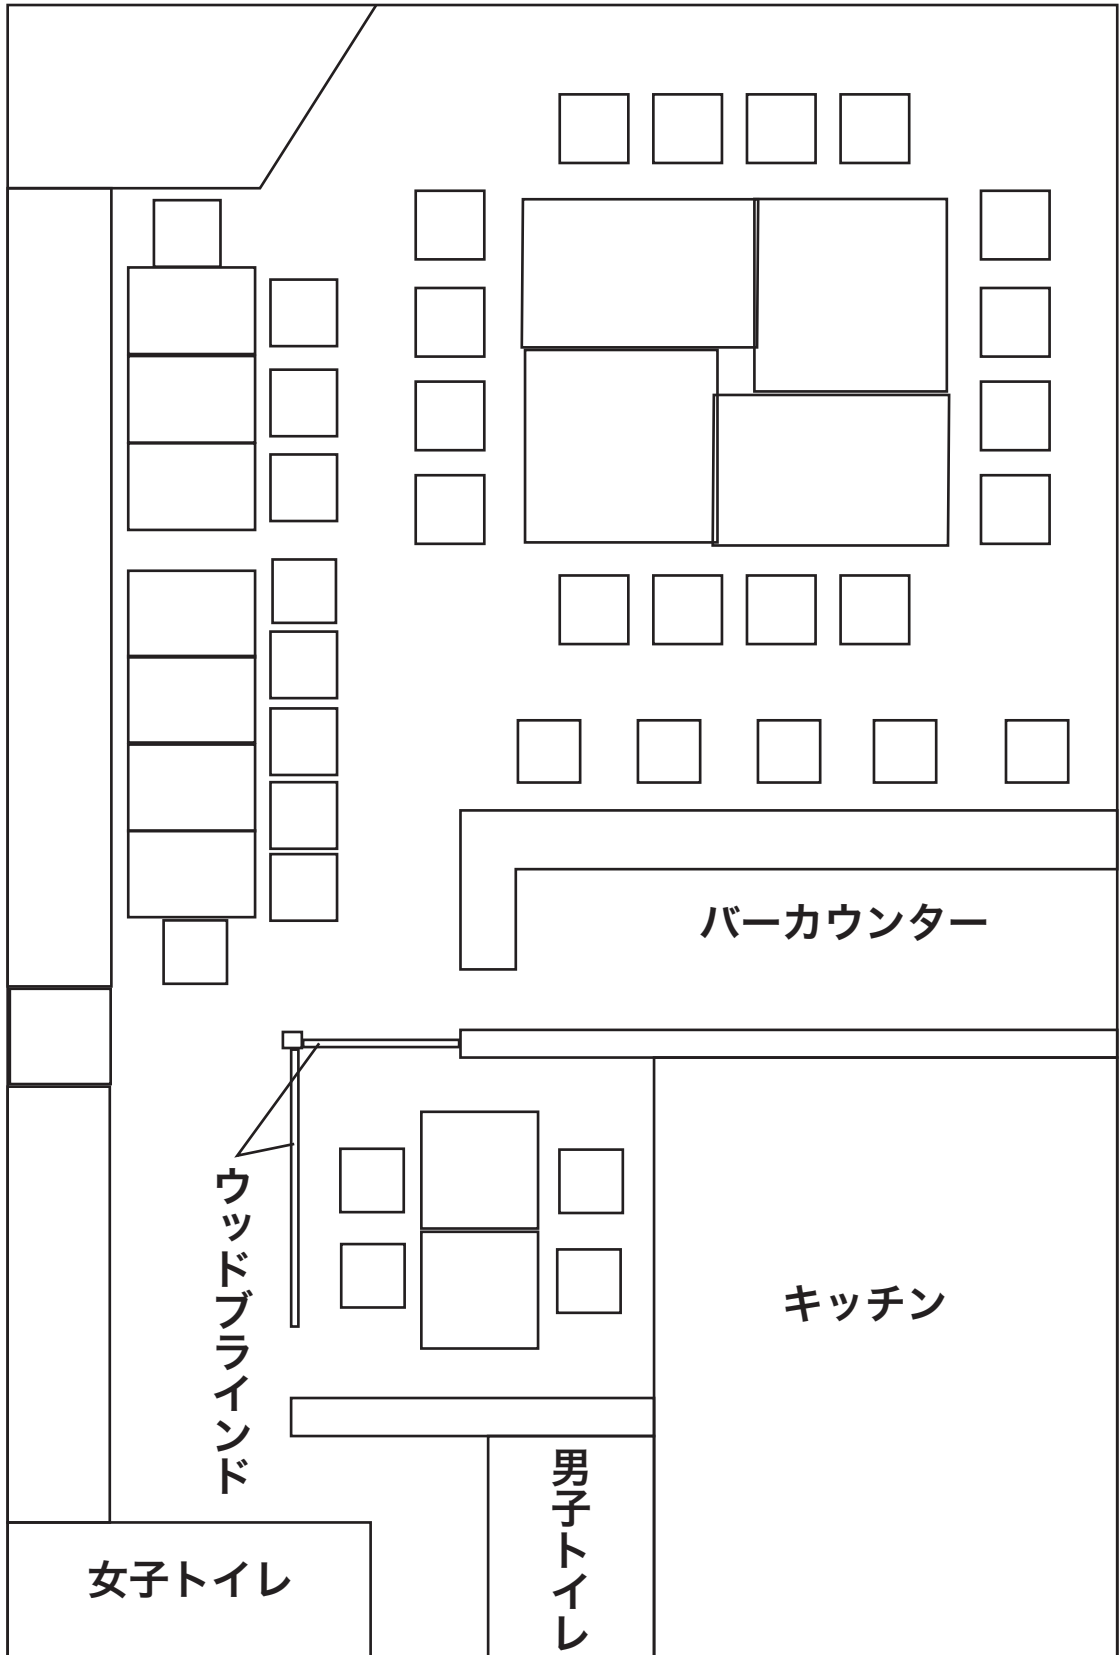 バーカウンター
ウッドブラインド
キッチン
男子トイレ
女子トイレ